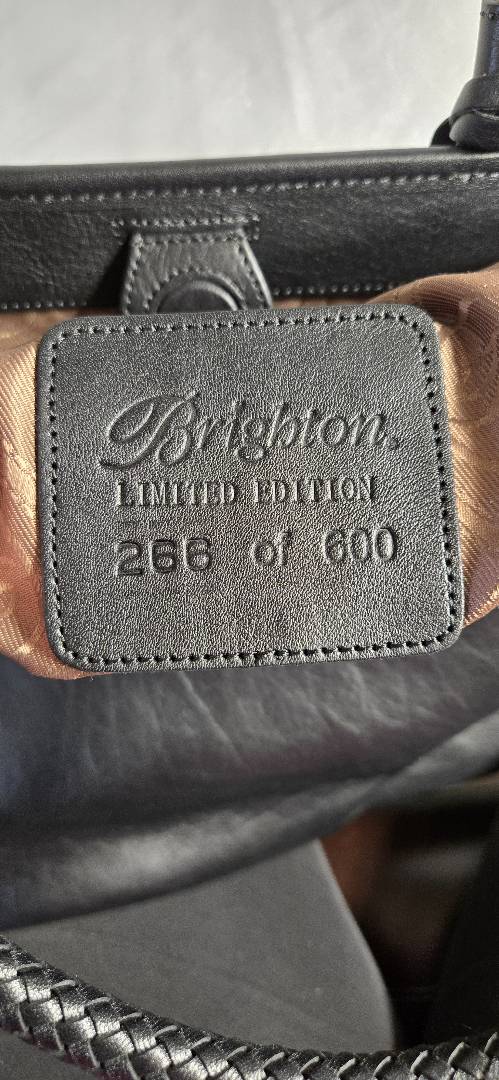 Brighton.
LIMITED EDITION
266 of 600